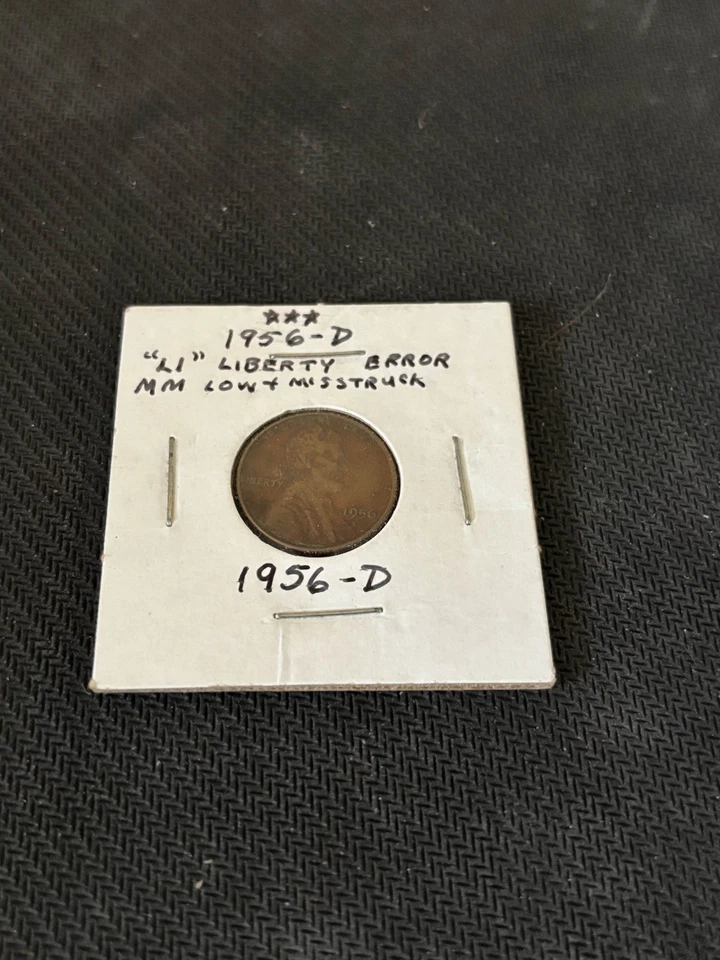 ★★★
1956-D
"LI" LIBERTY ERROR
MM LOW + MISSTRUCK
LIBERTY
1956
1956-D